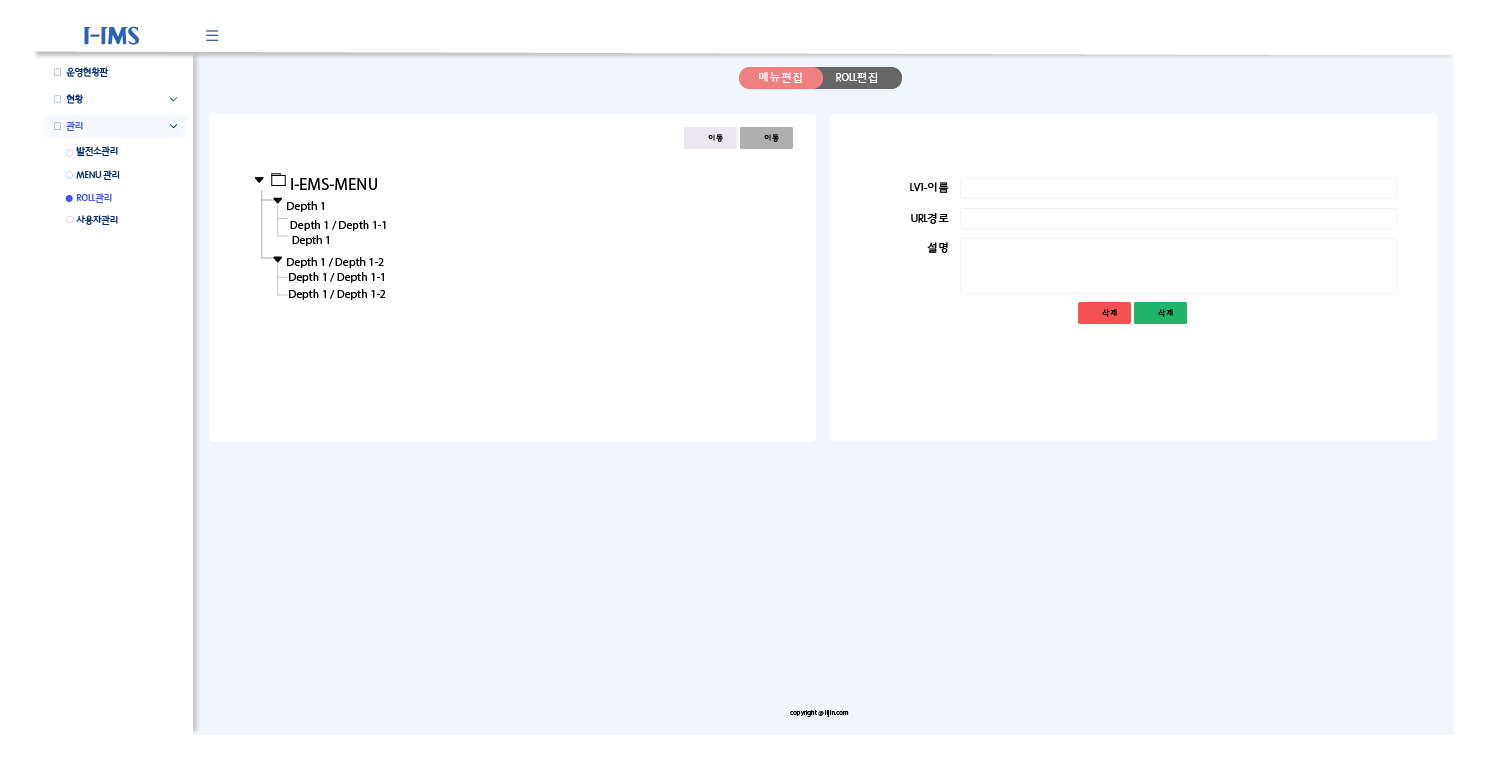 I-IMS
운영현황판
현황
관리
발전소관리
MENU 관리
ROLL관리
사용자관리
메뉴편집 ROLL편집
이동 이동
I-EMS-MENU
Depth 1
Depth 1 / Depth 1-1
Depth 1
Depth 1 / Depth 1-2
Depth 1 / Depth 1-1
Depth 1 / Depth 1-2
LV1-이름
URL경로
설명
삭제 삭제
copyright @ iljin.com